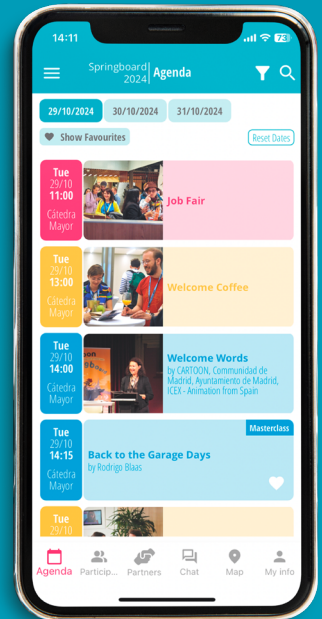 14:11
73
Springboard
2024
Agenda
29/10/2024
30/10/2024
31/10/2024
Show Favourites
Reset Dates
Tue
29/10
11:00
Cátedra
Mayor
Job Fair
Tue
29/10
13:00
Cátedra
Mayor
Welcome Coffee
Tue
29/10
14:00
Cátedra
Mayor
Welcome Words
by CARTOON, Communidad de
Madrid, Ayuntamiento de Madrid,
ICEX - Animation from Spain
Tue
29/10
14:15
Cátedra
Mayor
Masterclass
Back to the Garage Days
by Rodrigo Blaas
Tue
29/10
Agenda
Particip...
Partners
Chat
Map
My info